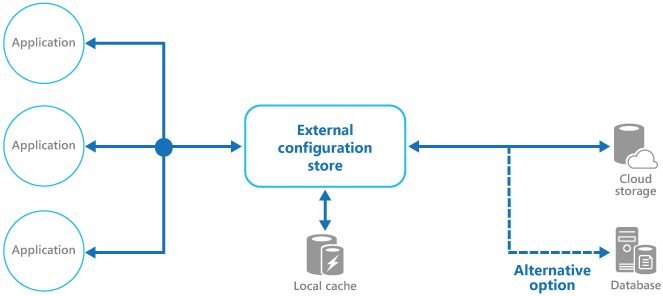 Application
Application
Application
External
configuration
store
Local cache
Cloud
storage
Alternative
option
Database